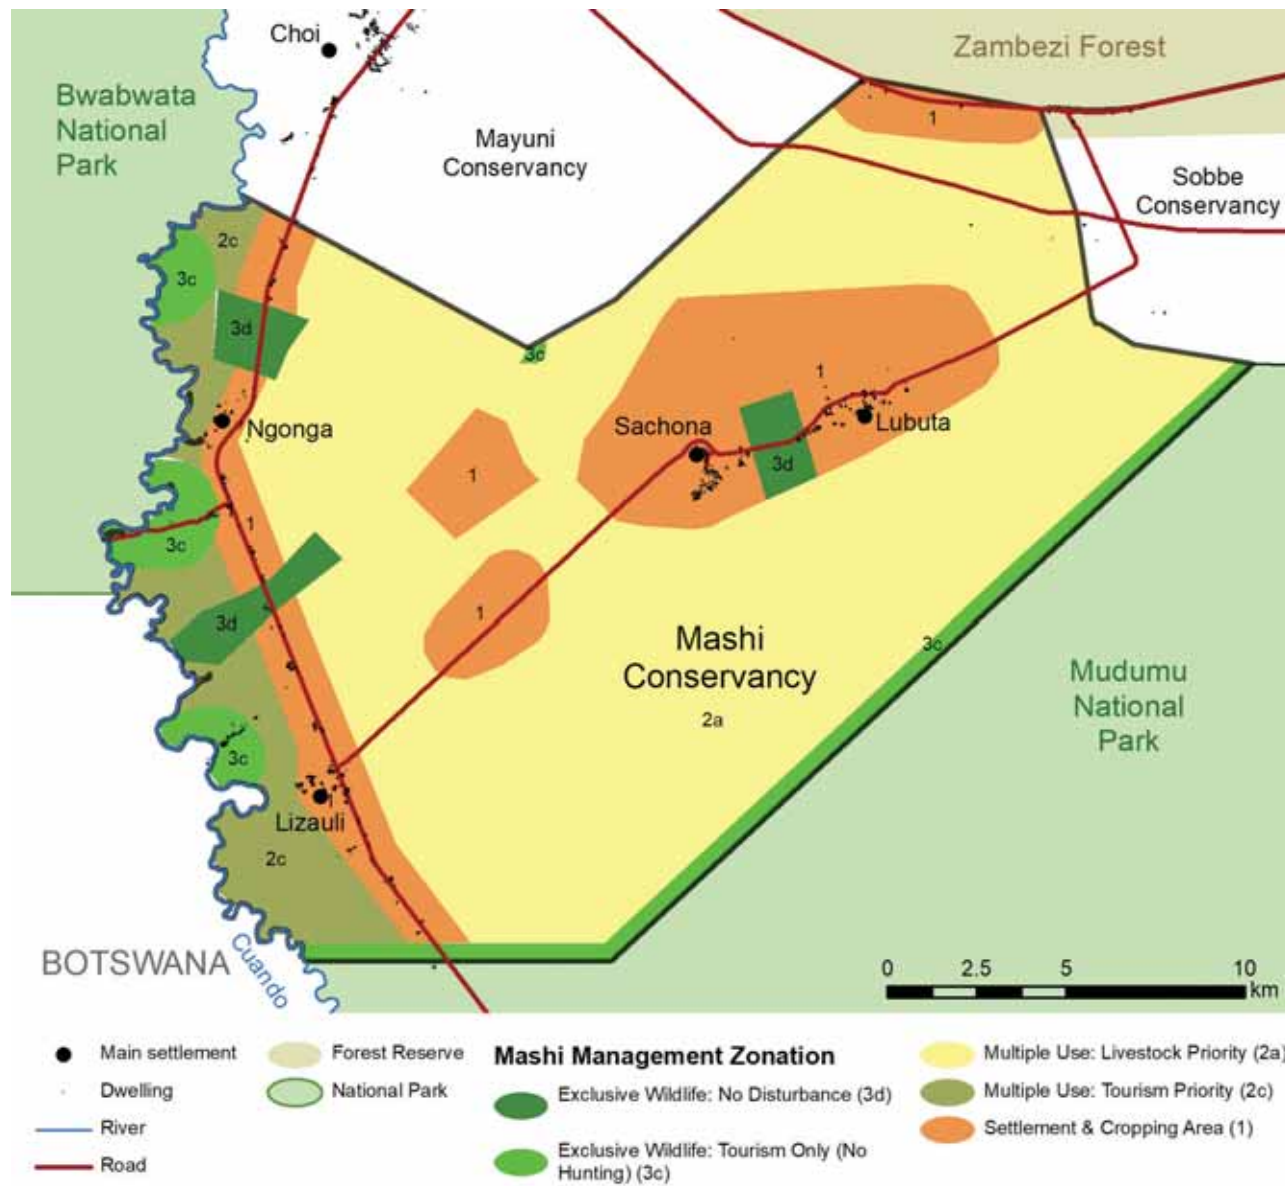 Choi
Zambezi Forest
Bwabwata
National
Park
Mayuni
Conservancy
1
Sobbe
Conservancy
2c
3c
3d
3c
1
Ngonga
Sachona
Lubuta
1
3d
1
3c
3d
1
Mashi
Conservancy
2a
3c
Mudumu
National
Park
3c
Lizauli
2c
1
BOTSWANA
Cuando
0 2.5 5 10
km
Main settlement
Dwelling
River
Road
Forest Reserve
National Park
Mashi Management Zonation
Exclusive Wildlife: No Disturbance (3d)
Exclusive Wildlife: Tourism Only (No
Hunting) (3c)
Multiple Use: Livestock Priority (2a)
Multiple Use: Tourism Priority (2c)
Settlement & Cropping Area (1)